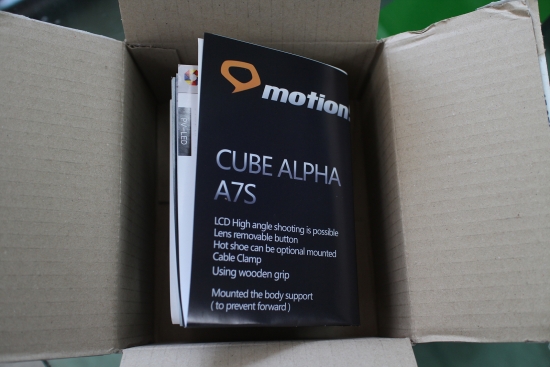 motion
CUBE ALPHA
A7S
LCD High angle shooting is possible
Lens removable button
Hot shoe can be optional mounted
Cable Clamp
Using wooden grip
Mounted the body support
( to prevent forward )